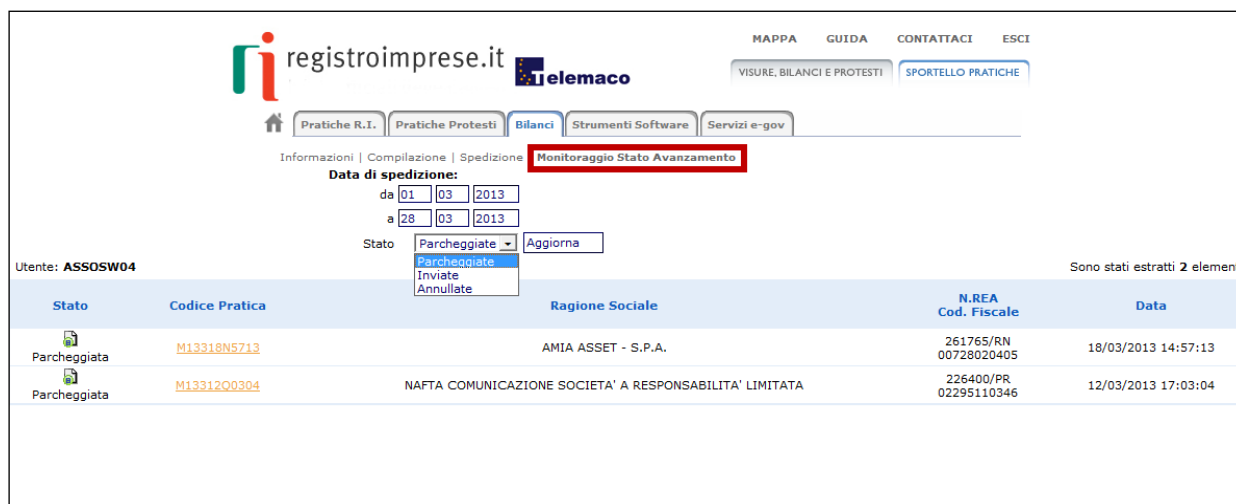 MAPPA GUIDA CONTATTACI ESCI
registroimprese.it Telemaco
VISURE, BILANCI E PROTESTI SPORTELLO PRATICHE
Pratiche R.I. Pratiche Protesti Bilanci Strumenti Software Servizi e-gov
Informazioni | Compilazione | Spedizione Monitoraggio Stato Avanzamento
Data di spedizione:
da 01 03 2013
a 28 03 2013
Stato Parcheggiate Aggiorna
Parcheggiate
Inviate
Annullate
Utente: ASSOSW04 Sono stati estratti 2 element
Stato Codice Pratica Ragione Sociale N.REA Cod. Fiscale Data
Parcheggiata M13318N5713 AMIA ASSET - S.P.A. 261765/RN 00728020405 18/03/2013 14:57:13
Parcheggiata M13312Q0304 NAFTA COMUNICAZIONE SOCIETA' A RESPONSABILITA' LIMITATA 226400/PR 02295110346 12/03/2013 17:03:04